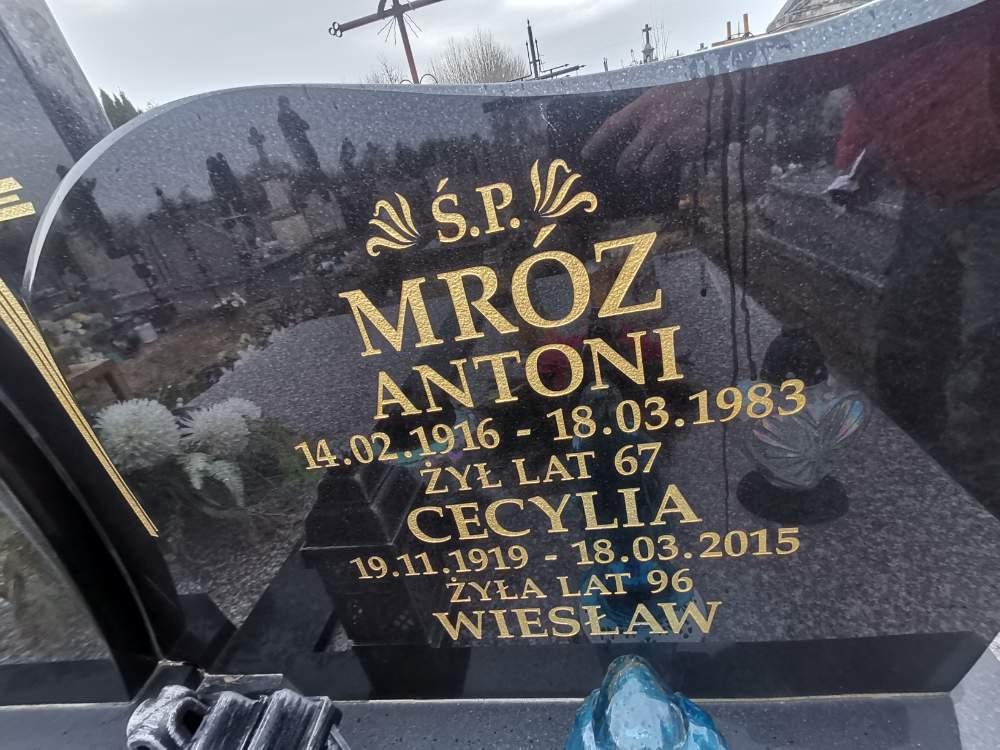 Ś.P.
MRÓZ
ANTONI
14.02.1916 - 18.03.1983
ŻYŁ LAT 67
CECYLIA
19.11.1919 - 18.03.2015
ŻYŁA LAT 96
WIESŁAW